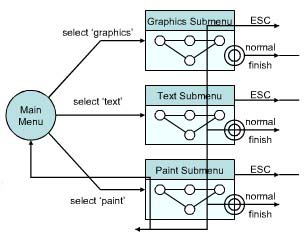 Graphics Submenu
ESC
select 'graphics'
normal
finish
Main
Menu
select 'text'
Text Submenu
ESC
normal
finish
Paint Submenu
ESC
select 'paint'
normal
finish